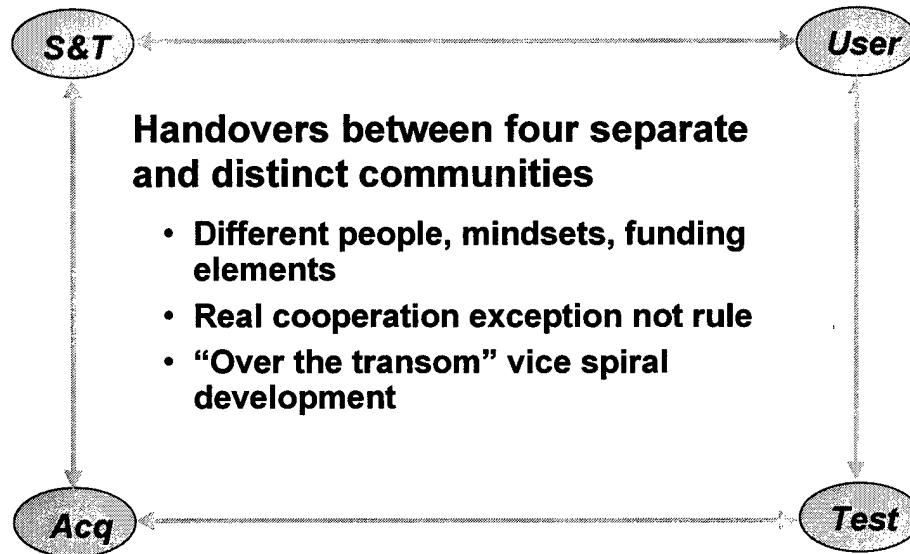 S&T
User
Handovers between four separate
and distinct communities
• Different people, mindsets, funding
elements
• Real cooperation exception not rule
• “Over the transom” vice spiral
development
Acq
Test